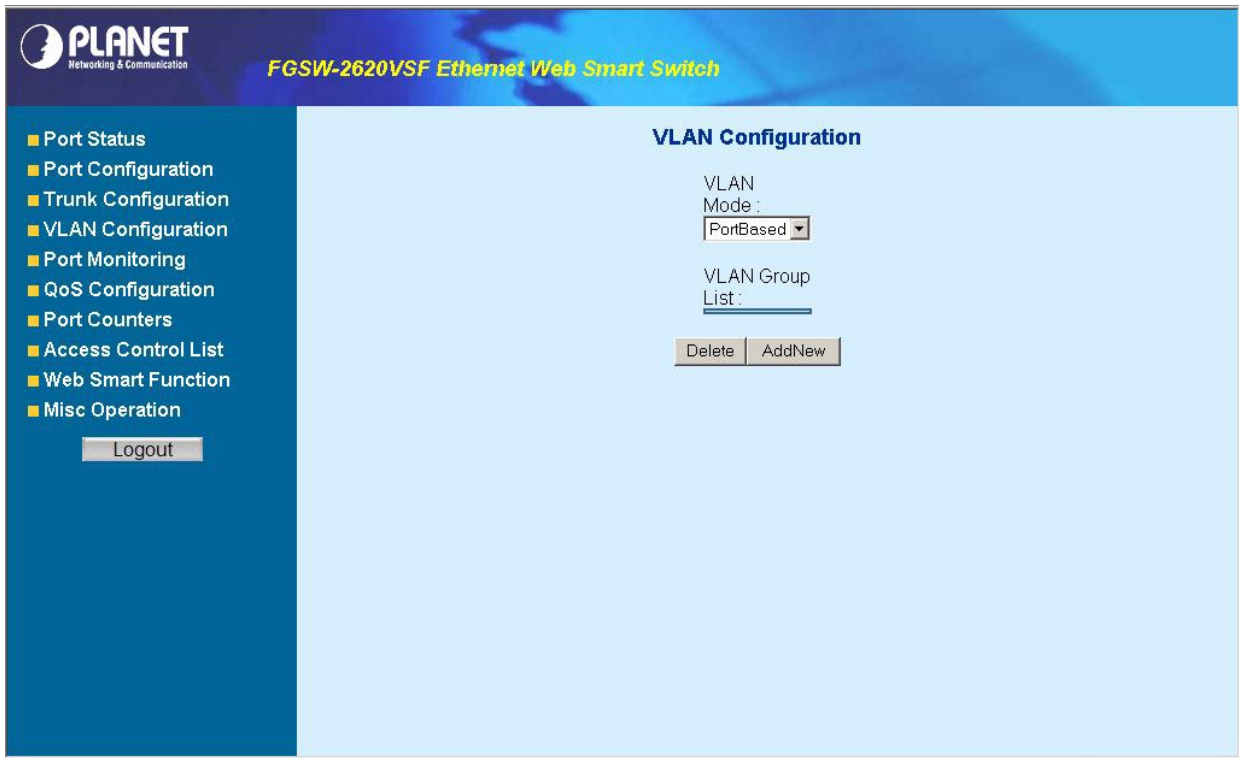 PLANET
Networking & Communication
FGSW-2620VSF Ethernet Web Smart Switch
Port Status
Port Configuration
Trunk Configuration
VLAN Configuration
Port Monitoring
QoS Configuration
Port Counters
Access Control List
Web Smart Function
Misc Operation
Logout
VLAN Configuration
VLAN
Mode :
PortBased
VLAN Group
List :
Delete AddNew